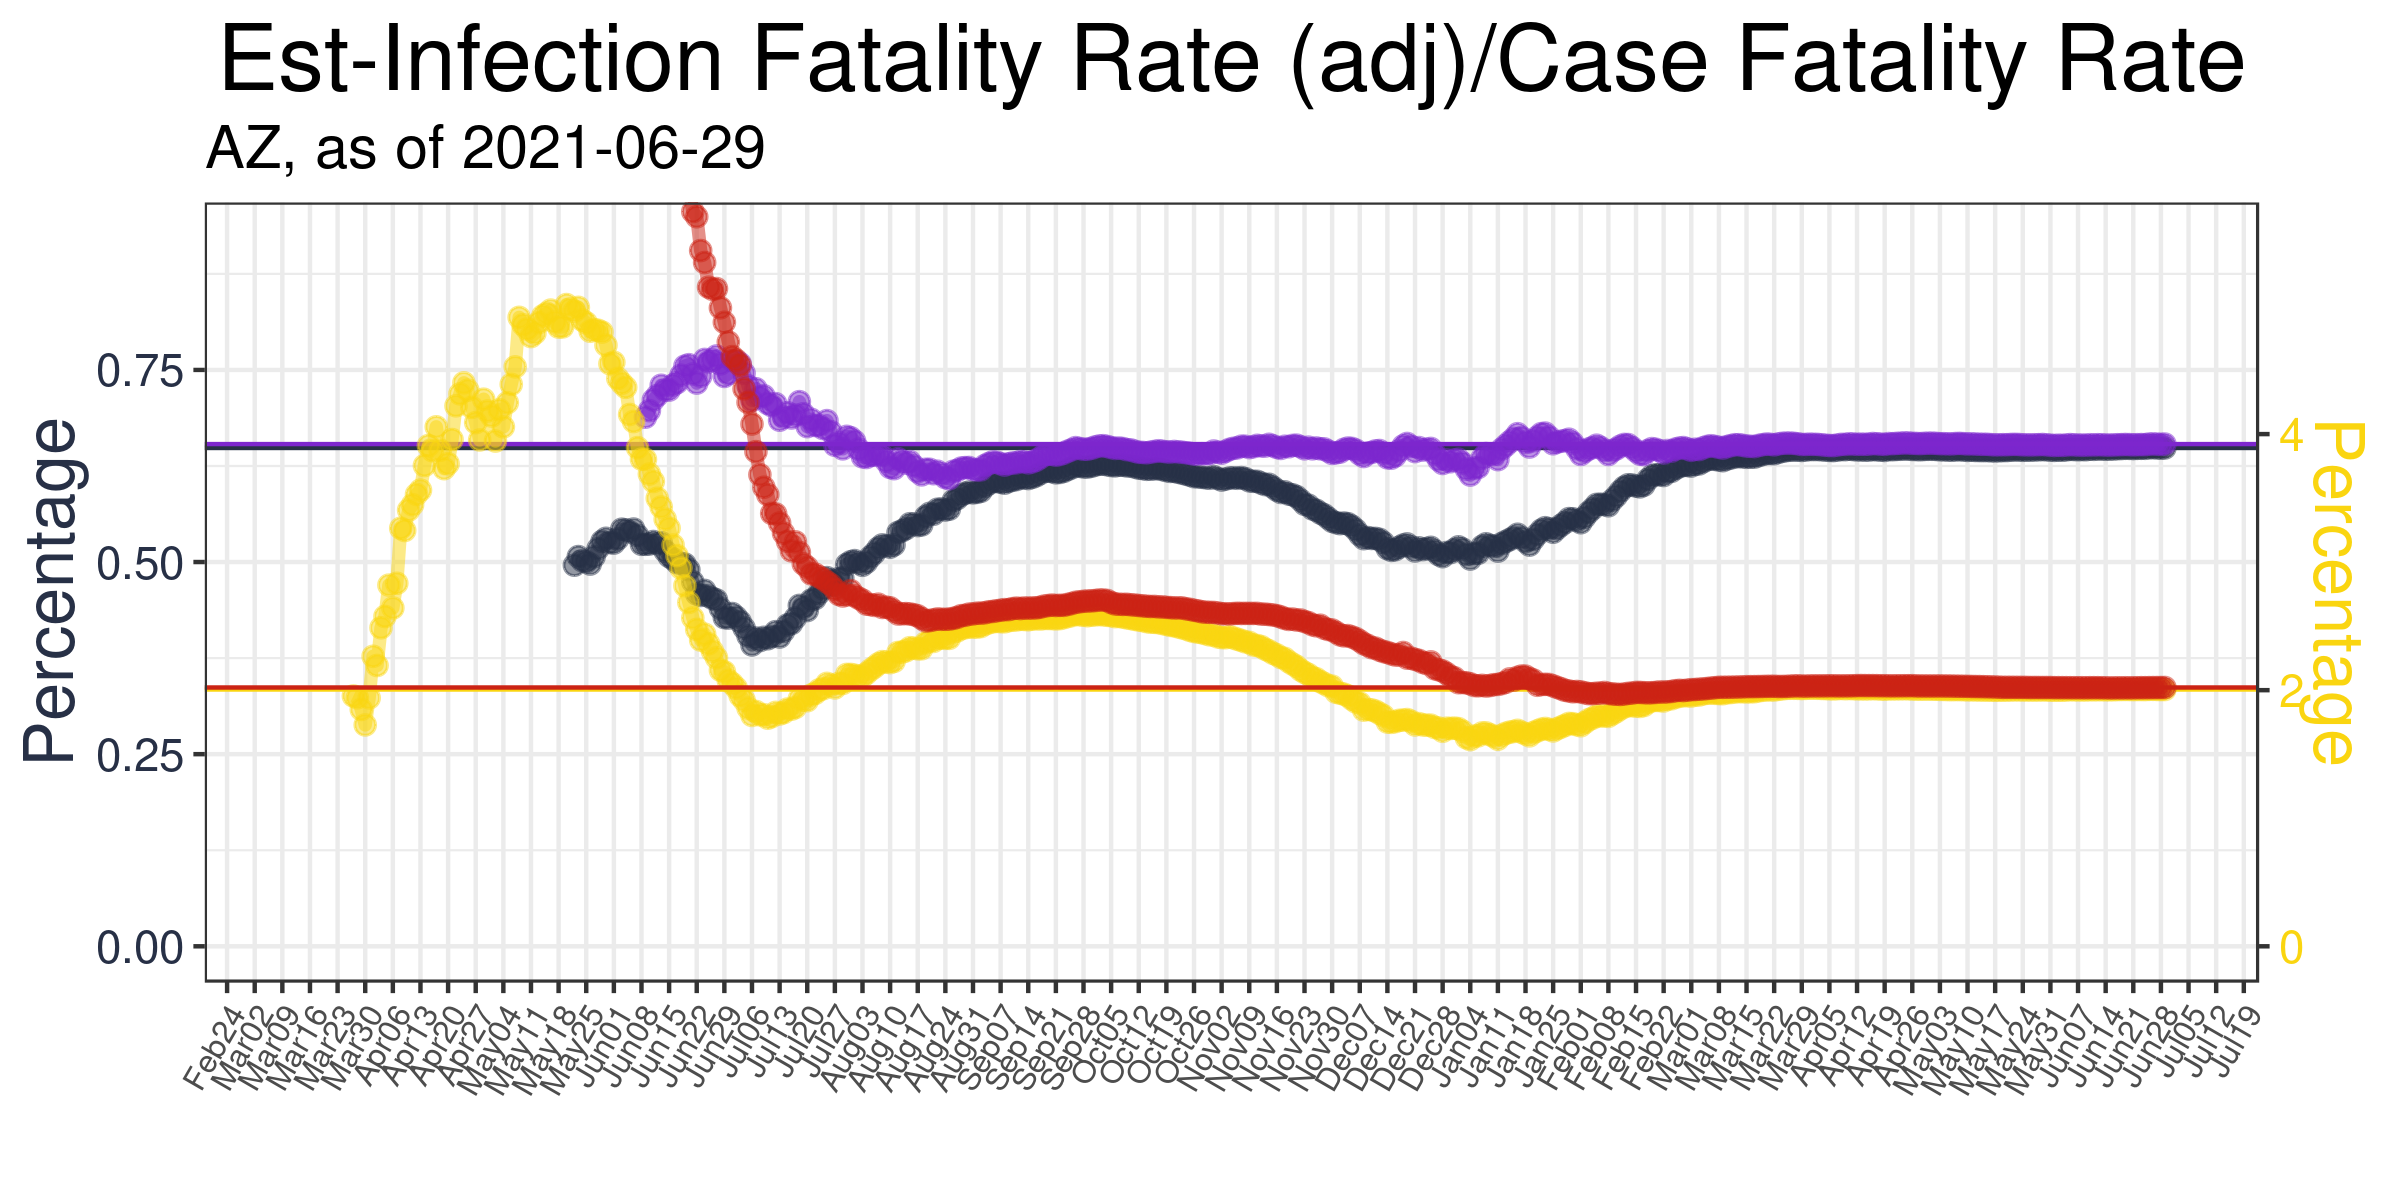 Est-Infection Fatality Rate (adj)/Case Fatality Rate
AZ, as of 2021-06-29
Percentage
0.75
0.50
0.25
0.00
4
2
0
Percentage
Feb24
Mar02
Mar09
Mar16
Mar23
Mar30
Apr06
Apr13
Apr20
Apr27
May04
May11
May18
May25
Jun01
Jun08
Jun15
Jun22
Jun29
Jul06
Jul13
Jul20
Jul27
Aug03
Aug10
Aug17
Aug24
Aug31
Sep07
Sep14
Sep21
Sep28
Oct05
Oct12
Oct19
Oct26
Nov02
Nov09
Nov16
Nov23
Nov30
Dec07
Dec14
Dec21
Dec28
Jan04
Jan11
Jan18
Jan25
Feb01
Feb08
Feb15
Feb22
Mar01
Mar08
Mar15
Mar22
Mar29
Apr05
Apr12
Apr19
Apr26
May03
May10
May17
May24
May31
Jun07
Jun14
Jun21
Jun28
Jul05
Jul12
Jul19